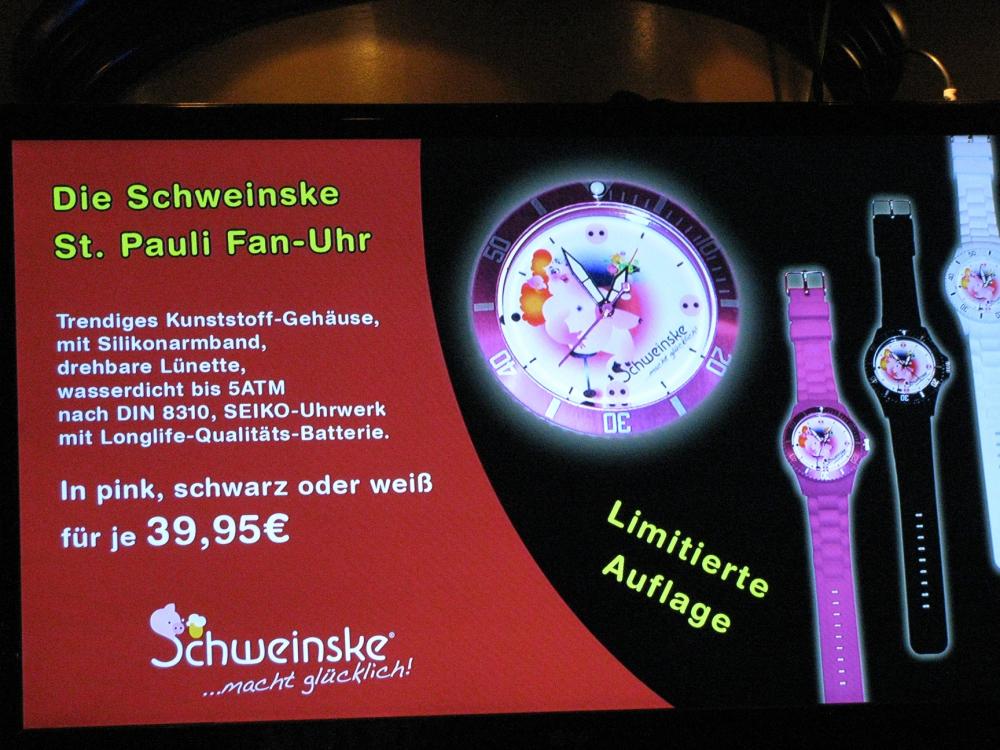 Die Schweinske
St. Pauli Fan-Uhr
Trendiges Kunststoff-Gehäuse,
mit Silikonarmband,
drehbare Lünette,
wasserdicht bis 5ATM
nach DIN 8310, SEIKO-Uhrwerk
mit Longlife-Qualitäts-Batterie.
In pink, schwarz oder weiß
für je 39,95€
Schweinske®
...macht glücklich!
50
10
40
20
30
Schweinske
macht glücklich!
Limitierte
Auflage